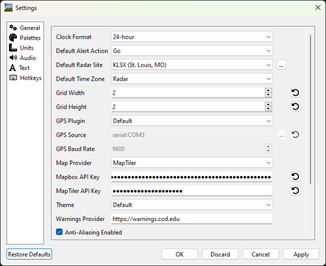 Settings
General
Palettes
Units
Audio
Text
Hotkeys
Clock Format 24-hour
Default Alert Action Go
Default Radar Site KLSX (St. Louis, MO) ...
Default Time Zone Radar
Grid Width 2
Grid Height 2
GPS Plugin Default
GPS Source serial:COM3 ...
GPS Baud Rate 9600
Map Provider MapTiler
Mapbox API Key
MapTiler API Key
Theme Default
Warnings Provider https://warnings.cod.edu
Anti-Aliasing Enabled
Restore Defaults OK Discard Cancel Apply